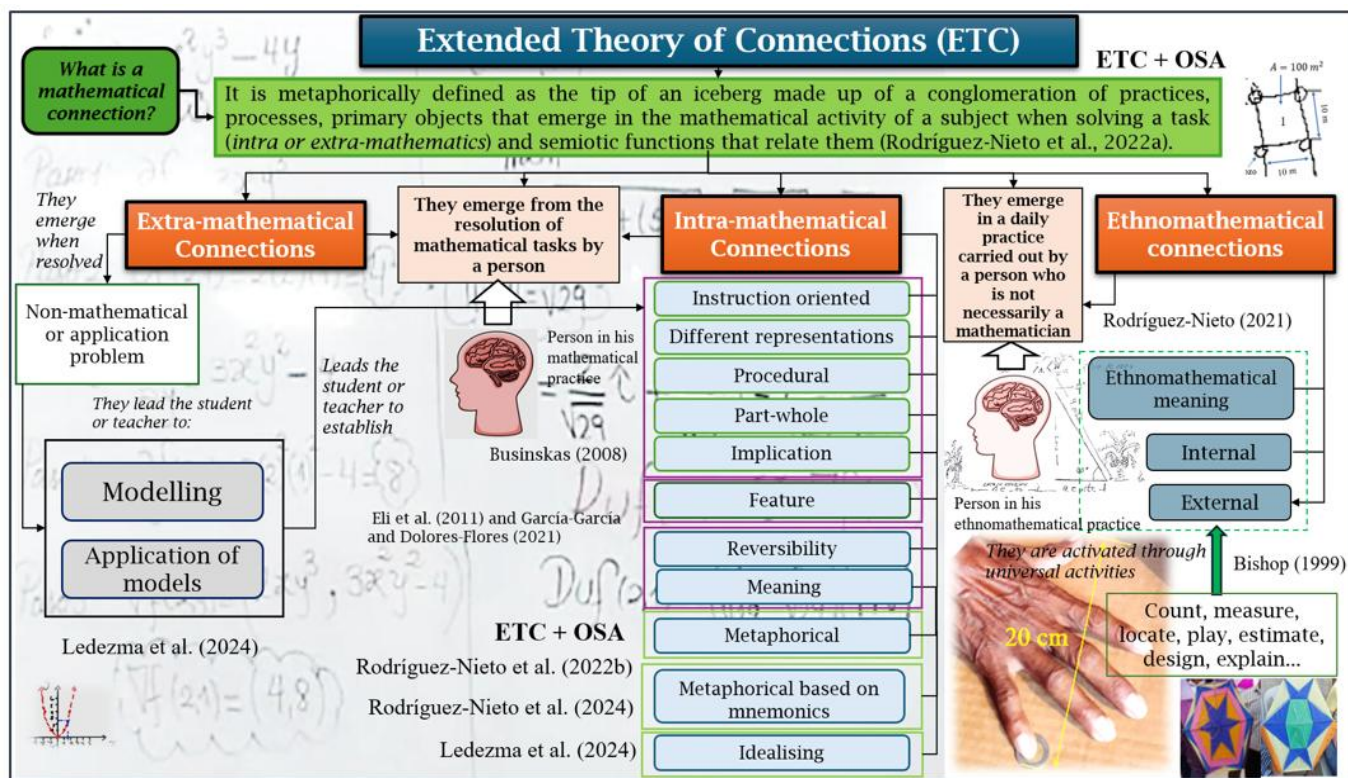 Extended Theory of Connections (ETC)
ETC + OSA
What is a
mathematical
connection?
It is metaphorically defined as the tip of an iceberg made up of a conglomeration of practices,
processes, primary objects that emerge in the mathematical activity of a subject when solving a task
(intra or extra-mathematics) and semiotic functions that relate them (Rodríguez-Nieto et al., 2022a).
A = 100 m²
1
10 m
10 m
They
emerge
when
resolved
Extra-mathematical
Connections
They emerge from the
resolution of
mathematical tasks by
a person
Intra-mathematical
Connections
They emerge
in a daily
practice
carried out by
a person who
is not
necessarily a
mathematician
Ethnomathematical
connections
Non-mathematical
or application
problem
They lead the student
or teacher to:
Modelling
Application of
models
Ledezma et al. (2024)
Leads the
student or
teacher to
establish
Person in his
mathematical
practice
Businskas (2008)
Eli et al. (2011) and García-García
and Dolores-Flores (2021)
ETC + OSA
Rodríguez-Nieto et al. (2022b)
Rodríguez-Nieto et al. (2024)
Ledezma et al. (2024)
Instruction oriented
Different representations
Procedural
Part-whole
Implication
Feature
Reversibility
Meaning
Metaphorical
Metaphorical based on
mnemonics
Idealising
Rodríguez-Nieto (2021)
Ethnomathematical
meaning
Internal
External
Person in his
ethnomathematical practice
They are activated through
universal activities
Bishop (1999)
20 cm
Count, measure,
locate, play, estimate,
design, explain...